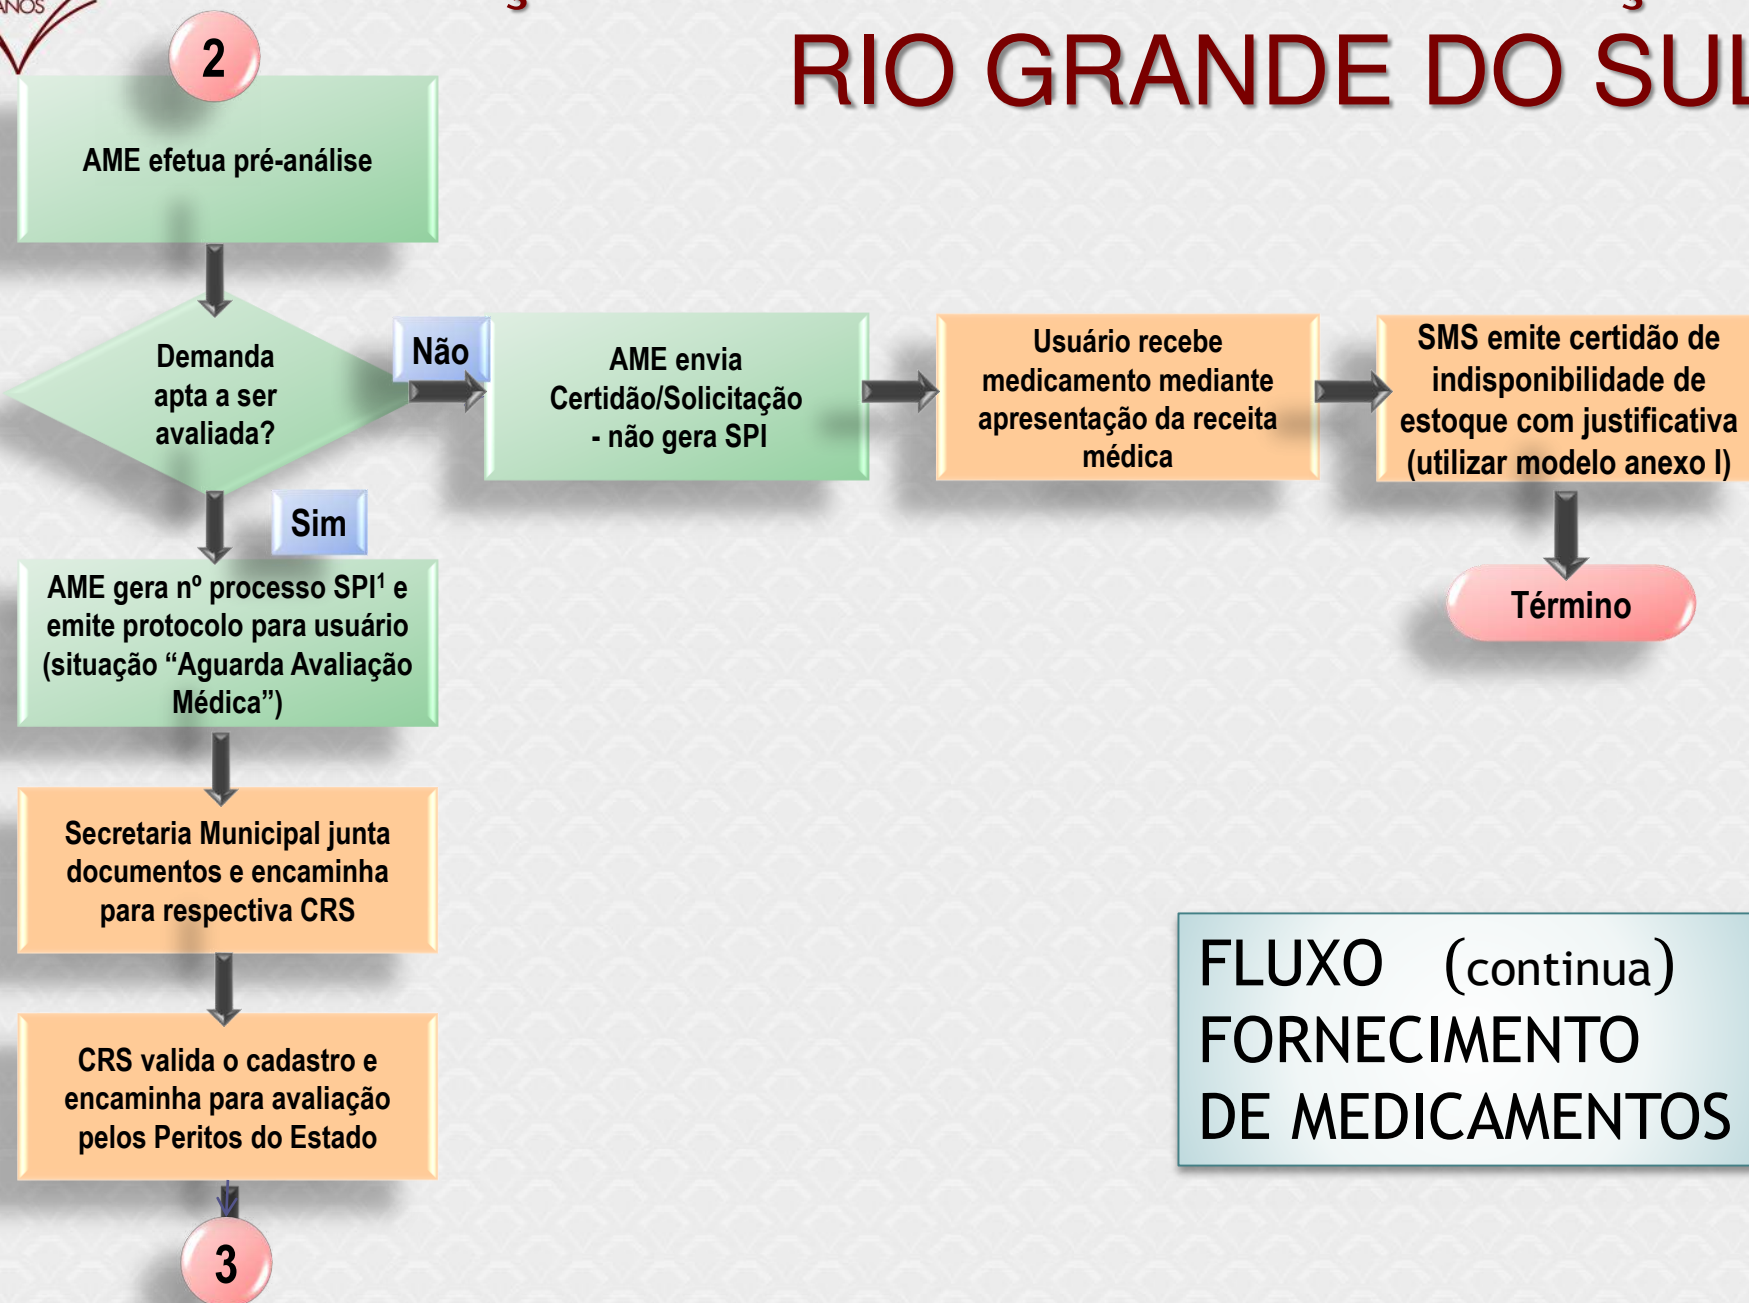 ANOS
RIO GRANDE DO SUL
2
AME efetua pré-análise
Demanda
apta a ser
avaliada?
Não
AME envia
Certidão/Solicitação
- não gera SPI
Usuário recebe
medicamento mediante
apresentação da receita
médica
SMS emite certidão de
indisponibilidade de
estoque com justificativa
(utilizar modelo anexo I)
Sim
Término
AME gera nº processo SPI¹ e
emite protocolo para usuário
(situação “Aguarda Avaliação
Médica”)
Secretaria Municipal junta
documentos e encaminha
para respectiva CRS
CRS valida o cadastro e
encaminha para avaliação
pelos Peritos do Estado
3
FLUXO (continua)
FORNECIMENTO
DE MEDICAMENTOS